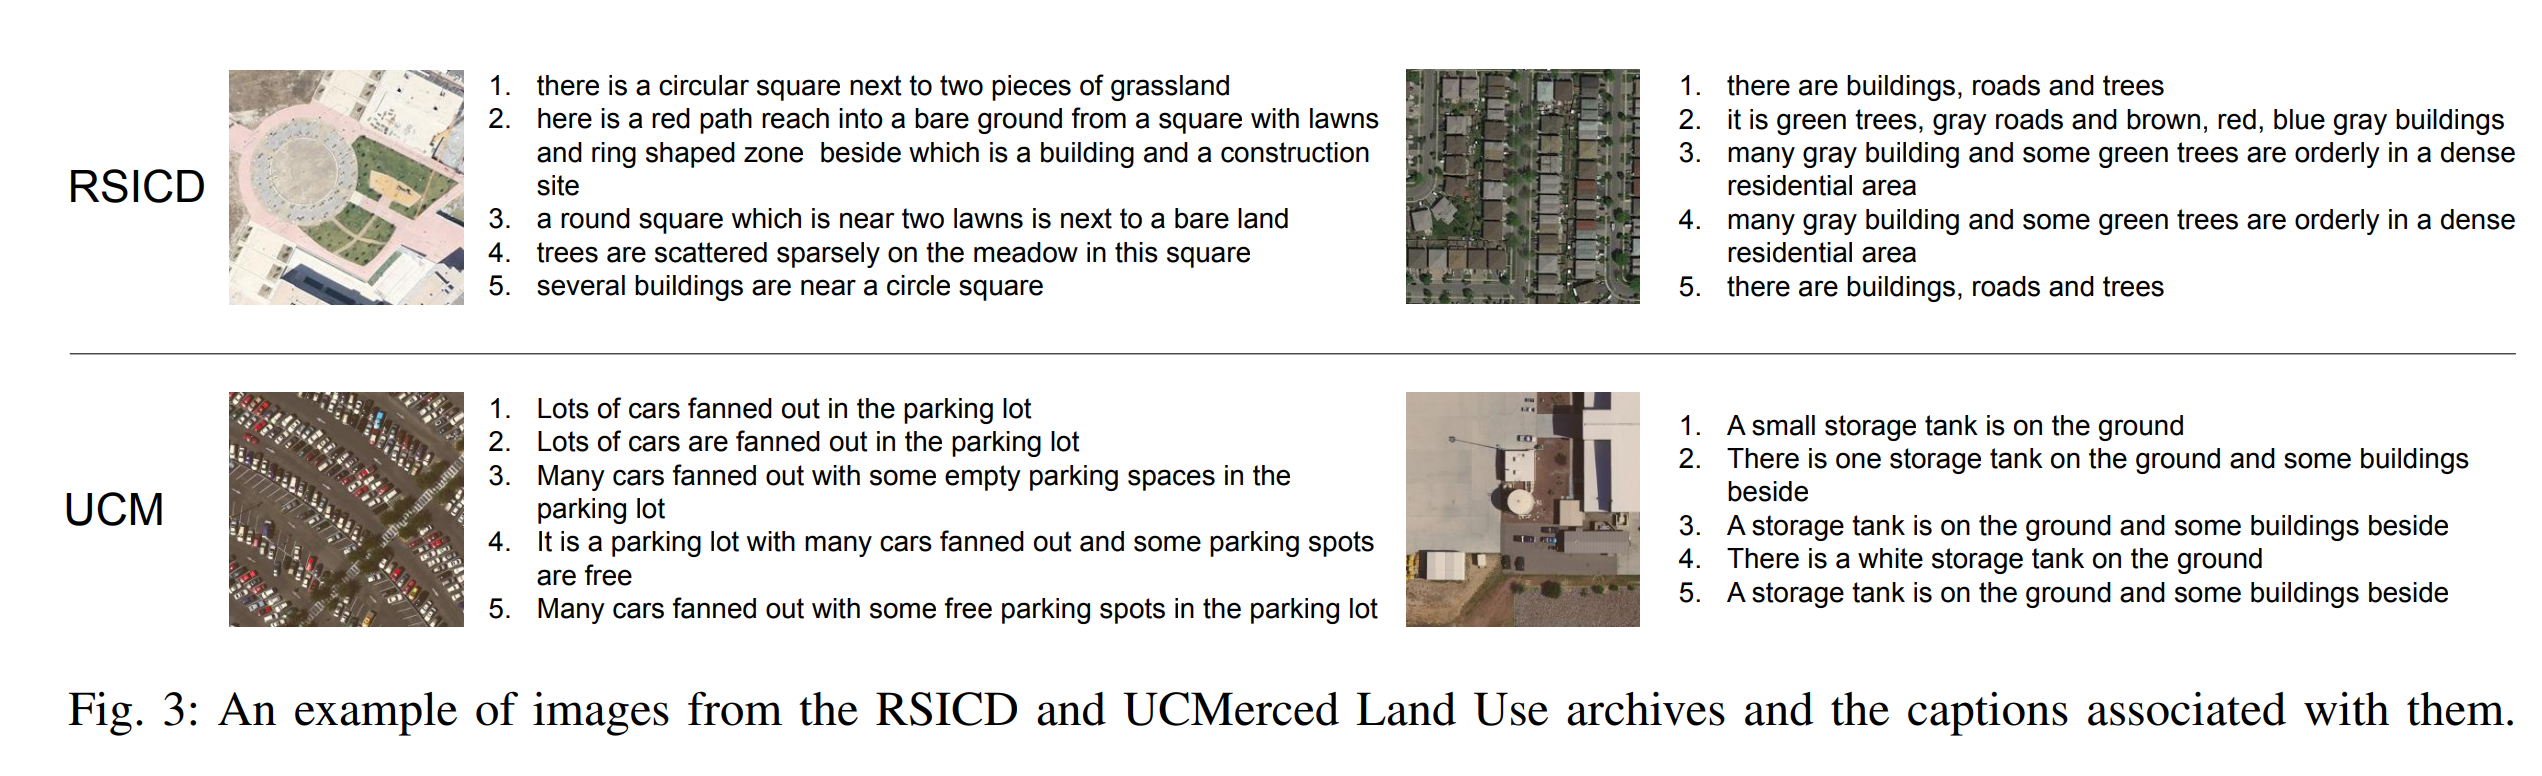 RSICD
1. there is a circular square next to two pieces of grassland
2. here is a red path reach into a bare ground from a square with lawns
and ring shaped zone beside which is a building and a construction
site
3. a round square which is near two lawns is next to a bare land
4. trees are scattered sparsely on the meadow in this square
5. several buildings are near a circle square
1. there are buildings, roads and trees
2. it is green trees, gray roads and brown, red, blue gray buildings
3. many gray building and some green trees are orderly in a dense
residential area
4. many gray building and some green trees are orderly in a dense
residential area
5. there are buildings, roads and trees
UCM
1. Lots of cars fanned out in the parking lot
2. Lots of cars are fanned out in the parking lot
3. Many cars fanned out with some empty parking spaces in the
parking lot
4. It is a parking lot with many cars fanned out and some parking spots
are free
5. Many cars fanned out with some free parking spots in the parking lot
1. A small storage tank is on the ground
2. There is one storage tank on the ground and some buildings
beside
3. A storage tank is on the ground and some buildings beside
4. There is a white storage tank on the ground
5. A storage tank is on the ground and some buildings beside
Fig. 3: An example of images from the RSICD and UCMerced Land Use archives and the captions associated with them.